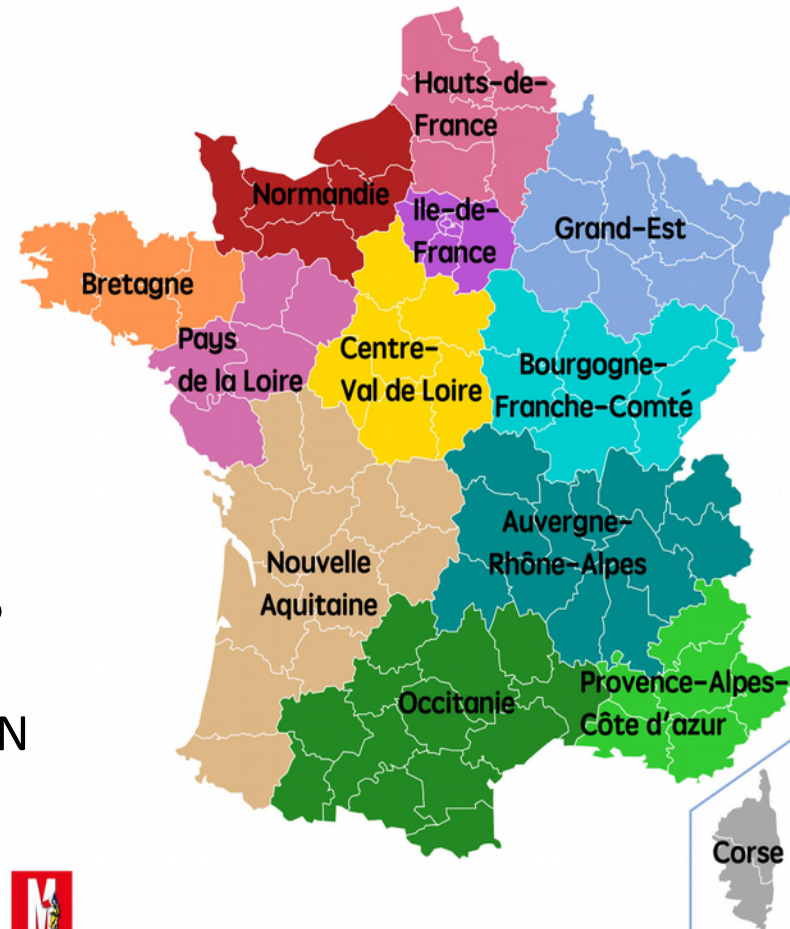 Hauts-de-
France
Normandie
Ile-de-
France
Grand-Est
Bretagne
Pays
de la Loire
Centre-
Val de Loire
Bourgogne-
Franche-Comté
Auvergne-
Rhône-Alpes
Nouvelle
Aquitaine
Occitanie
Provence-Alpes-
Côte d'azur
N
Corse
M